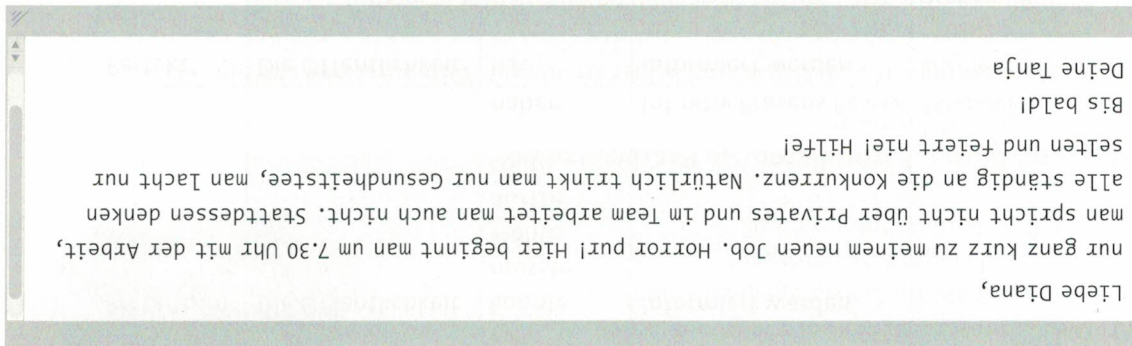 Liebe Diana,
nur ganz kurz zu meinem neuen Job. Horror pur! Hier beginnt man um 7.30 Uhr mit der Arbeit,
man spricht nicht über Privates und im Team arbeitet man auch nicht. Stattdessen denken
alle ständig an die Konkurrenz. Natürlich trinkt man nur Gesundheitstee, man lacht nur
selten und feiert nie! Hilfe!
Bis bald!
Deine Tanja